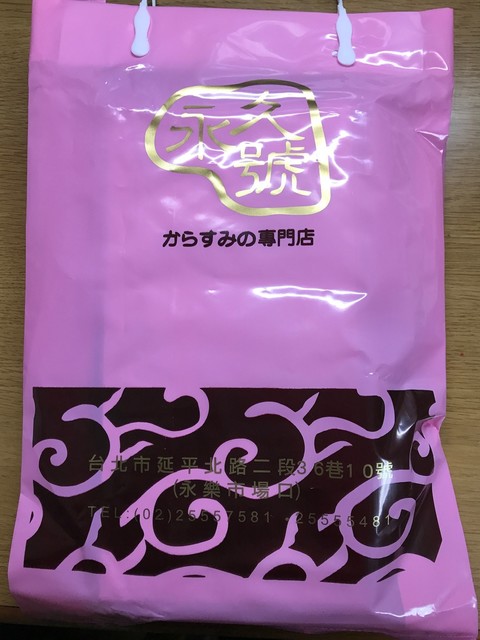 永久號
からすみの專門店
台北市延平北路二段36巷10號
(永樂市場口)
TEL:(02)25557581・25555481